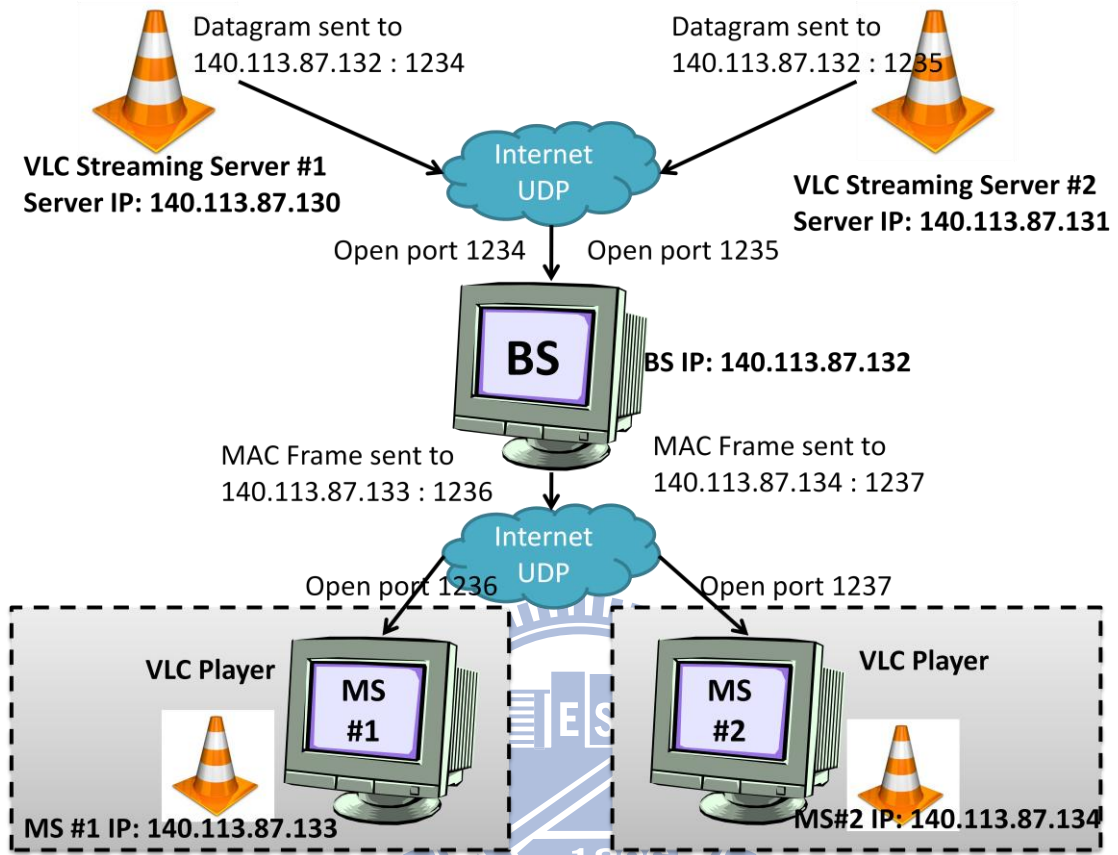 Datagram sent to
140.113.87.132 : 1234
Datagram sent to
140.113.87.132 : 1235
VLC Streaming Server #1
Server IP: 140.113.87.130
Internet
UDP
VLC Streaming Server #2
Server IP: 140.113.87.131
Open port 1234
Open port 1235
BS
BS IP: 140.113.87.132
MAC Frame sent to
140.113.87.133 : 1236
MAC Frame sent to
140.113.87.134 : 1237
Internet
UDP
Open port 1236
Open port 1237
VLC Player
MS
#1
MS #1 IP: 140.113.87.133
VLC Player
MS
#2
MS#2 IP: 140.113.87.134
ES